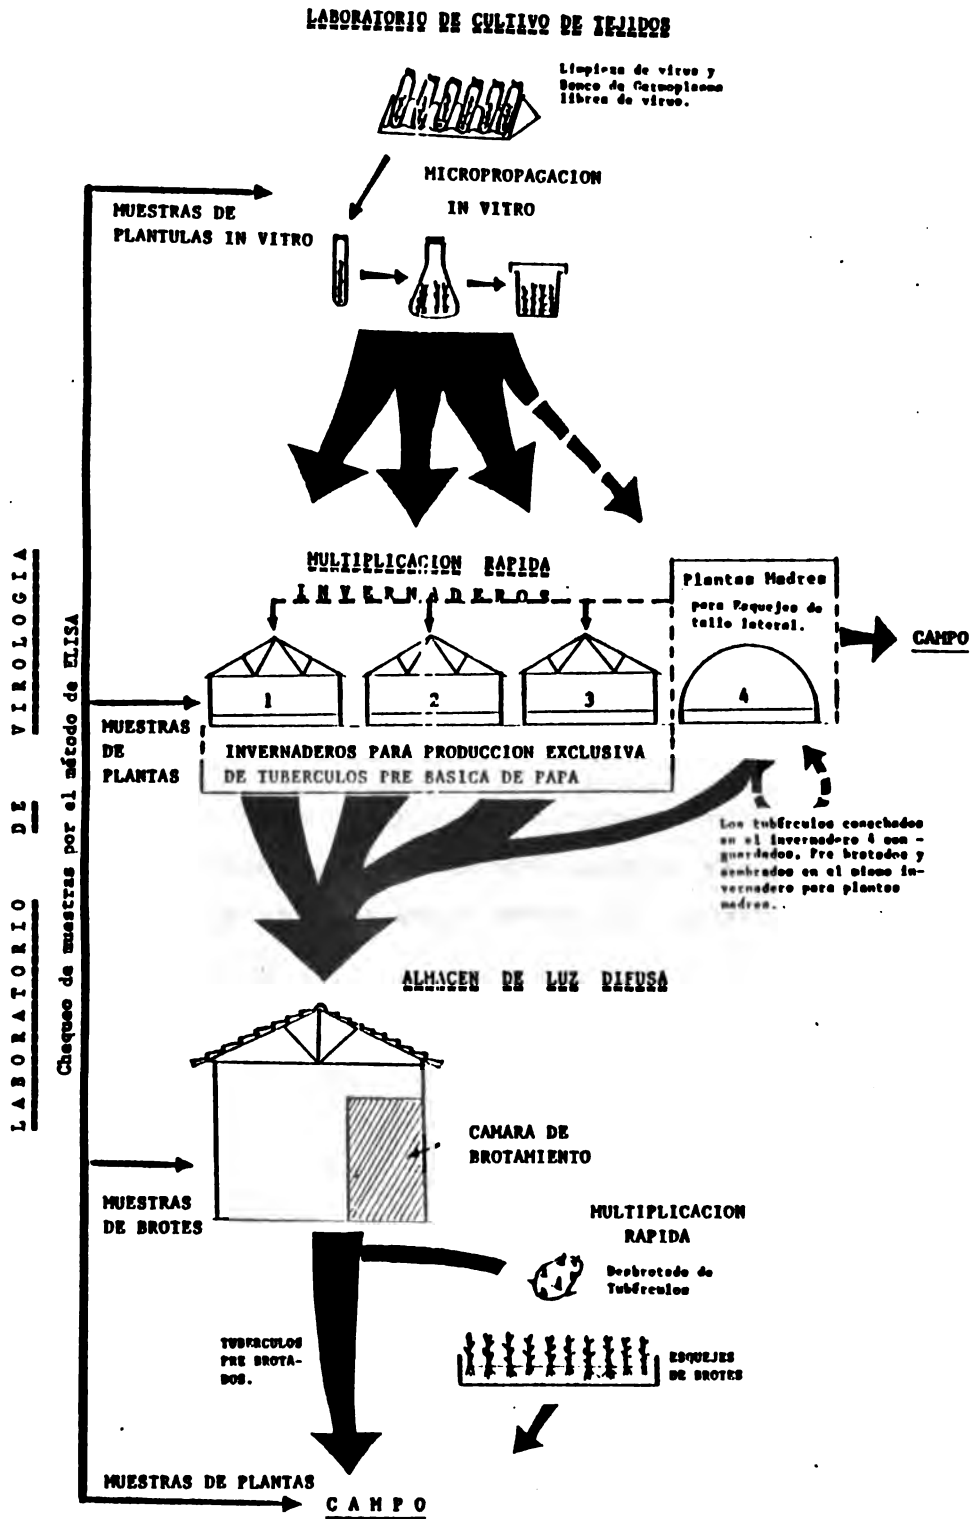 LABORATORIO DE CULTIVO DE TEJIDOS
Limpieza de virus y
Banco de Germoplasma
libres de virus.
MICROPROPAGACION
IN VITRO
MUESTRAS DE
PLANTULAS IN VITRO
MULTIPLICACION RAPIDA
INVERNADEROS
Plantas Madres
para Esquejes de
tallo lateral.
CAMPO
1
2
3
4
MUESTRAS
DE
PLANTAS
INVERNADEROS PARA PRODUCCION EXCLUSIVA
DE TUBERCULOS PRE BASICA DE PAPA
Los tubérculos cosechados
en el invernadero 4 son -
guardados. Pre brotados y
sembrados en el mismo in-
vernadero para plantas
madres.
LABORATORIO DE VIROLOGIA
Chequeo de muestras por el método de ELISA
ALMACEN DE LUZ DIFUSA
CAMARA DE
BROTAMIENTO
MUESTRAS
DE BROTES
MULTIPLICACION
RAPIDA
Desbrotado de
Tubérculos
TUBERCULOS
PRE BROTA-
DOS.
ESQUEJES
DE BROTES
MUESTRAS DE PLANTAS
CAMPO